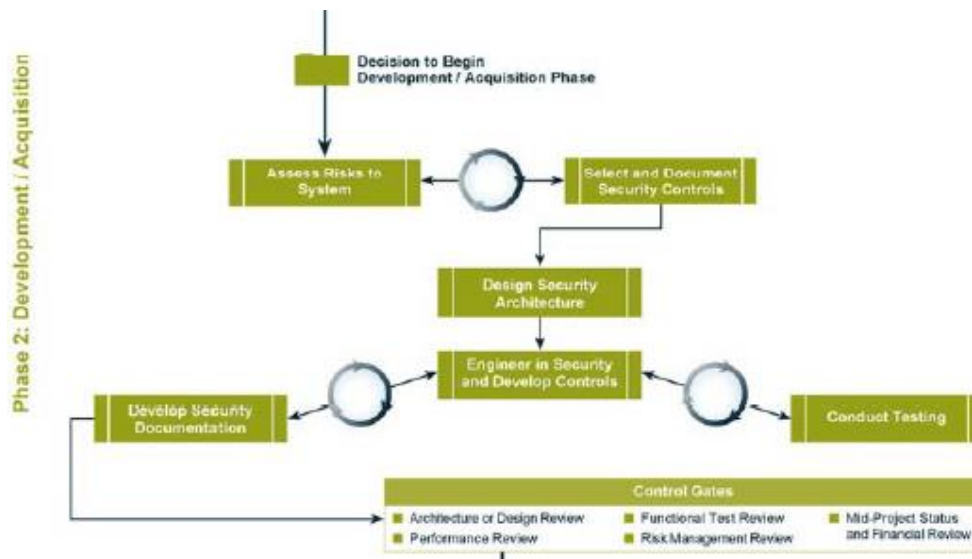 Phase 2: Development / Acquisition
Decision to Begin
Development / Acquisition Phase
Assess Risks to
System
Select and Document
Security Controls
Design Security
Architecture
Engineer in Security
and Develop Controls
Develop Security
Documentation
Conduct Testing
Control Gates
Architecture or Design Review
Functional Test Review
Mid-Project Status
and Financial Review
Performance Review
Risk Management Review